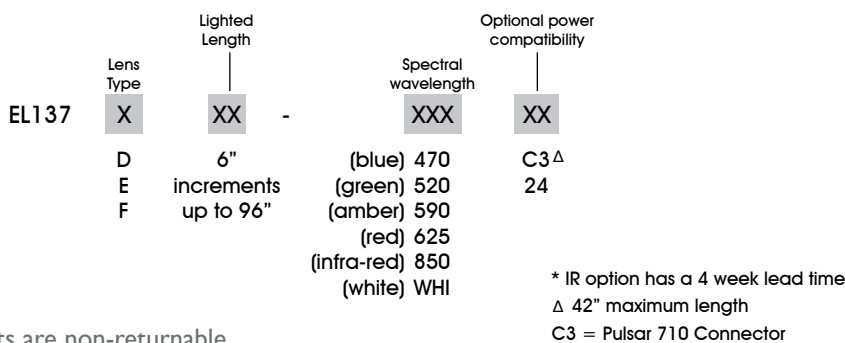 Lighted
Length
Optional power
compatibility
Lens
Type
Spectral
wavelength
EL137 X XX - XXX XX
D 6" (blue) 470 C3Δ
E increments (green) 520 24
F up to 96" (amber) 590
(red) 625
(infra-red) 850
(white) WHI
* IR option has a 4 week lead time
Δ 42" maximum length
C3 = Pulsar 710 Connector
ts are non-returnable